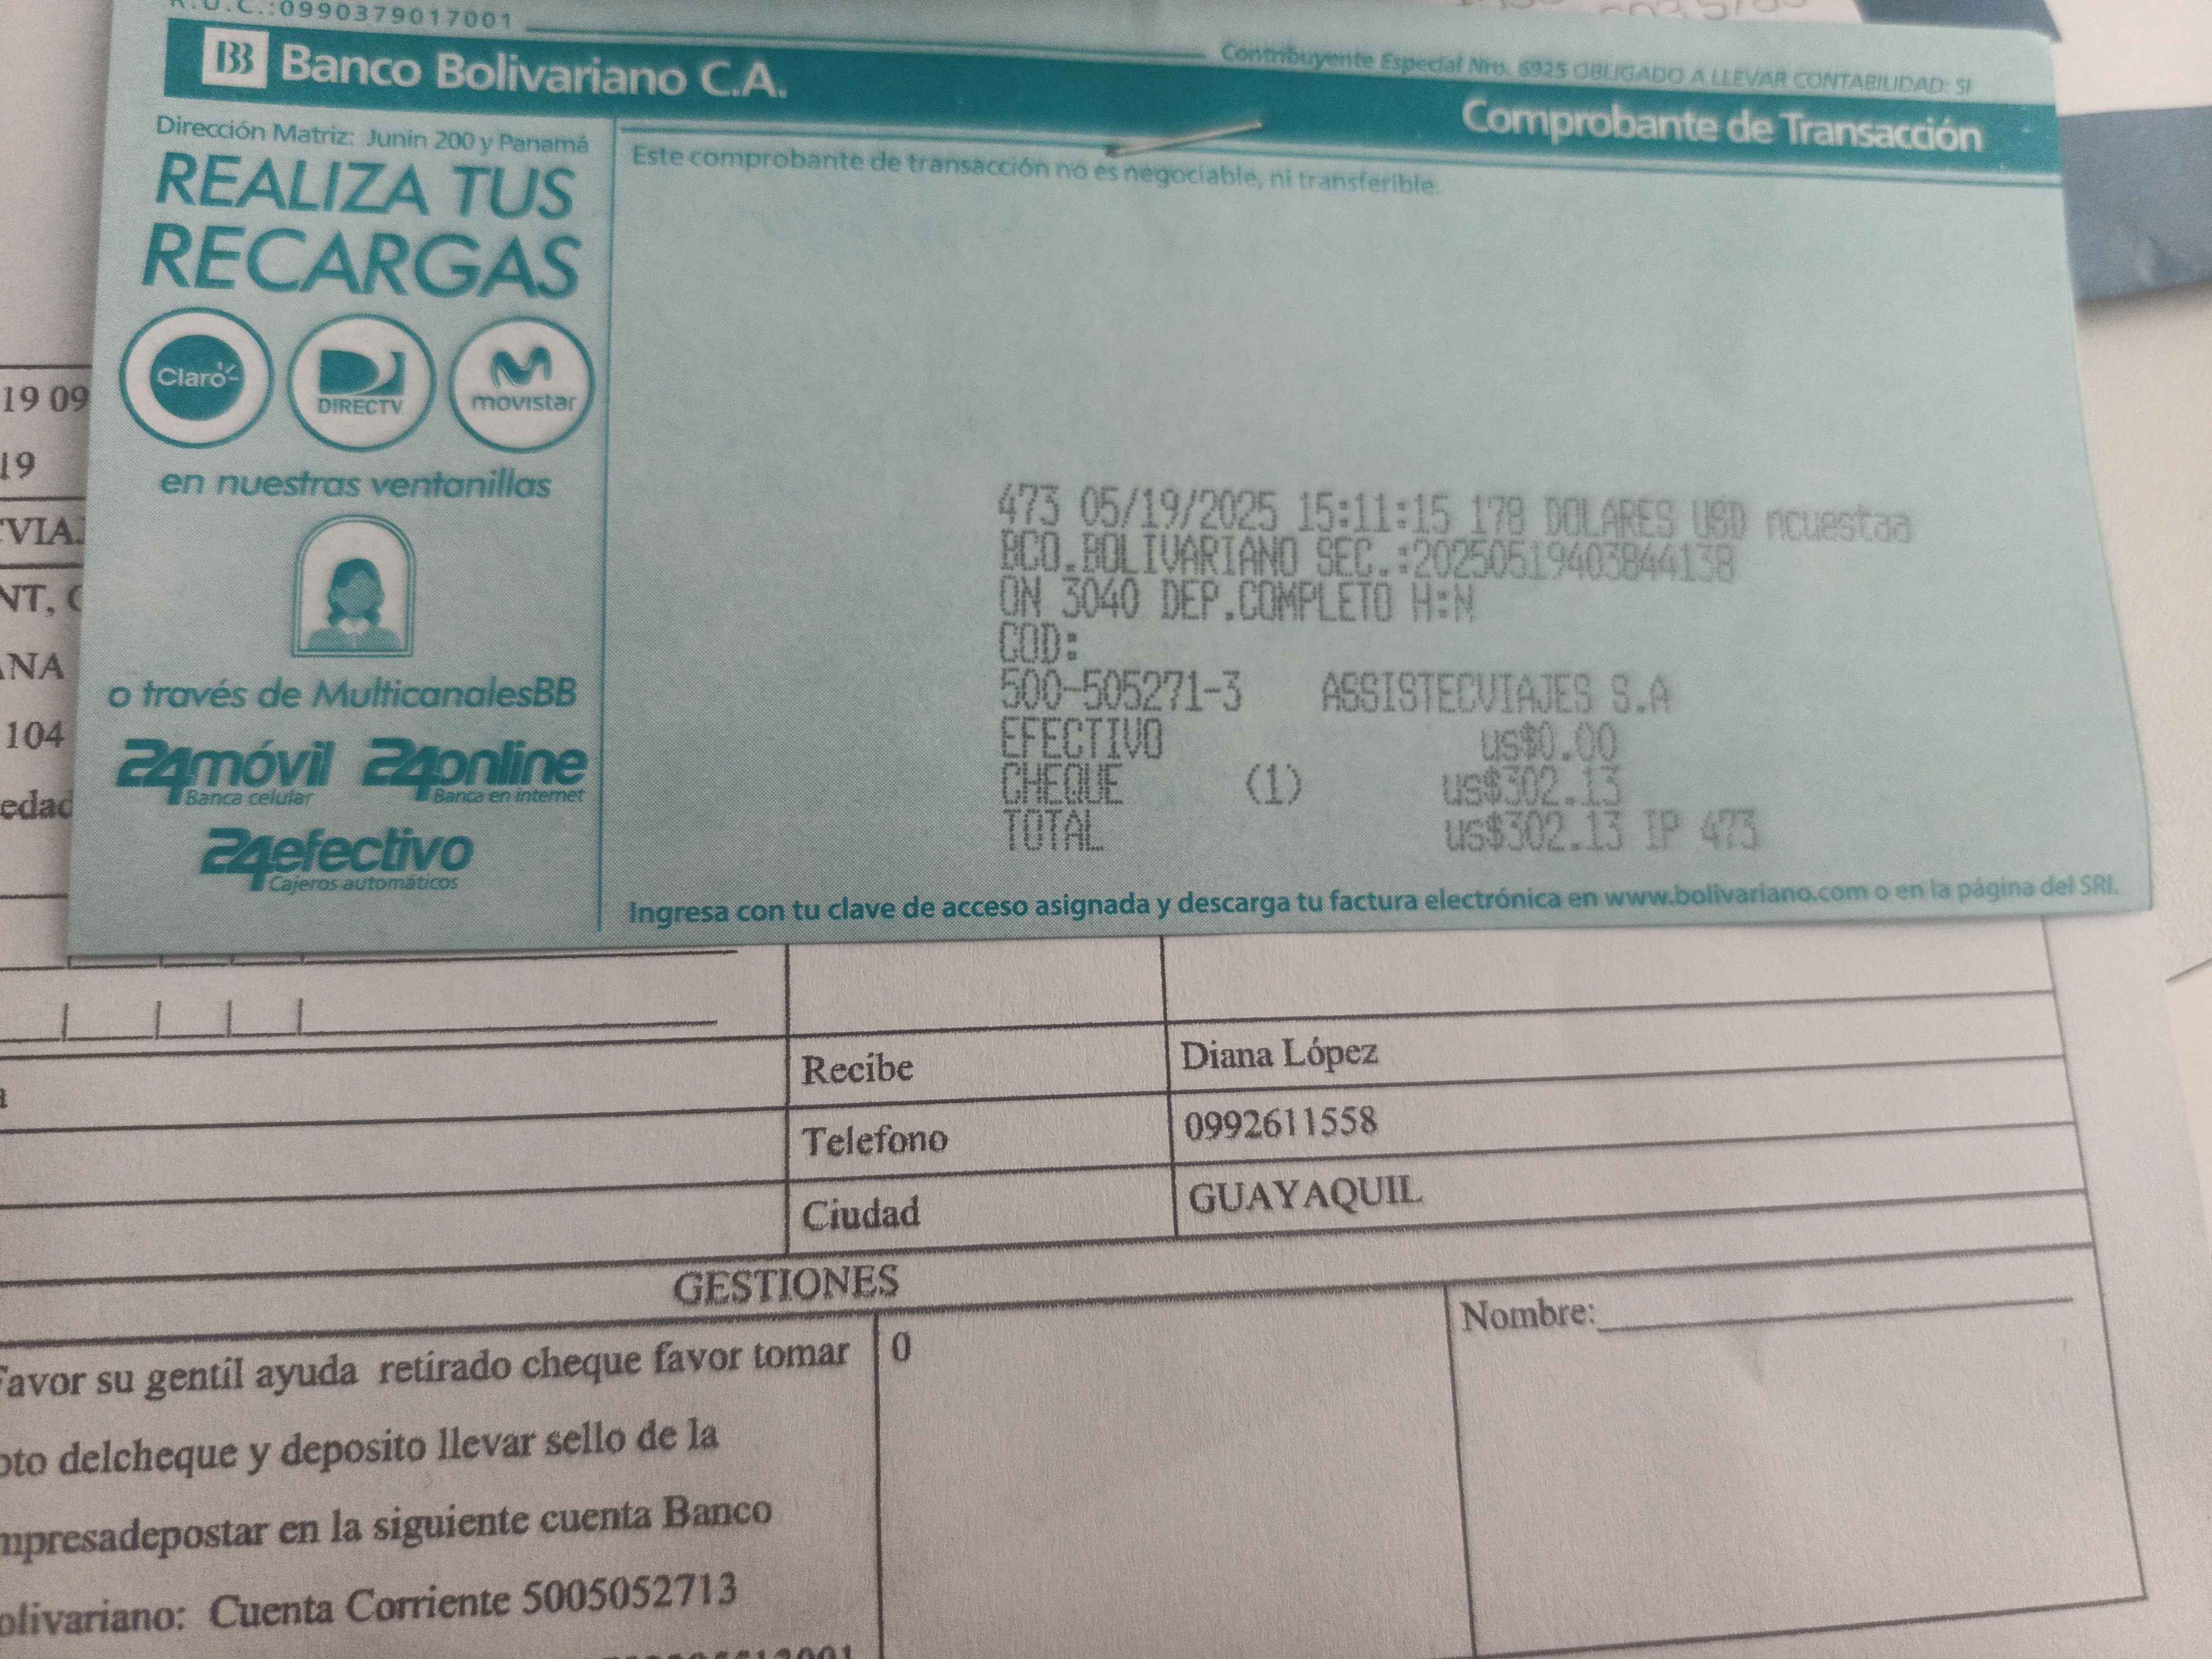 R.U.C.:0990379017001
Contribuyente Especial Nro. 6925 OBLIGADO A LLEVAR CONTABILIDAD: SI
BB Banco Bolivariano C.A.
Comprobante de Transacción
Dirección Matriz: Junín 200 y Panamá
Este comprobante de transacción no es negociable, ni transferible.
REALIZA TUS
RECARGAS
Claro
DIRECTV
movistar
en nuestras ventanillas
o través de MulticanalesBB
24móvil
Banca celular
24online
Banca en internet
24efectivo
Cajeros automáticos
473 05/19/2025 15:11:15 178 DOLARES USD ncuestaa
BCO.BOLIVARIANO SEC.:20250519403844138
ON 3040 DEP.COMPLETO H:N
COD:
500-505271-3 ASSISTECVIAJES S.A
EFECTIVO us$0.00
CHEQUE (1) us$302.13
TOTAL us$302.13 IP 473
Ingresa con tu clave de acceso asignada y descarga tu factura electrónica en www.bolivariano.com o en la página del SRI.
19 09
19
VIA
NT,
NA
104
edad
Recibe Diana López
Telefono 0992611558
Ciudad GUAYAQUIL
GESTIONES
Favor su gentil ayuda retirado cheque favor tomar 0
Nombre:
oto delcheque y deposito llevar sello de la
mpresadepostar en la siguiente cuenta Banco
olivariano: Cuenta Corriente 5005052713